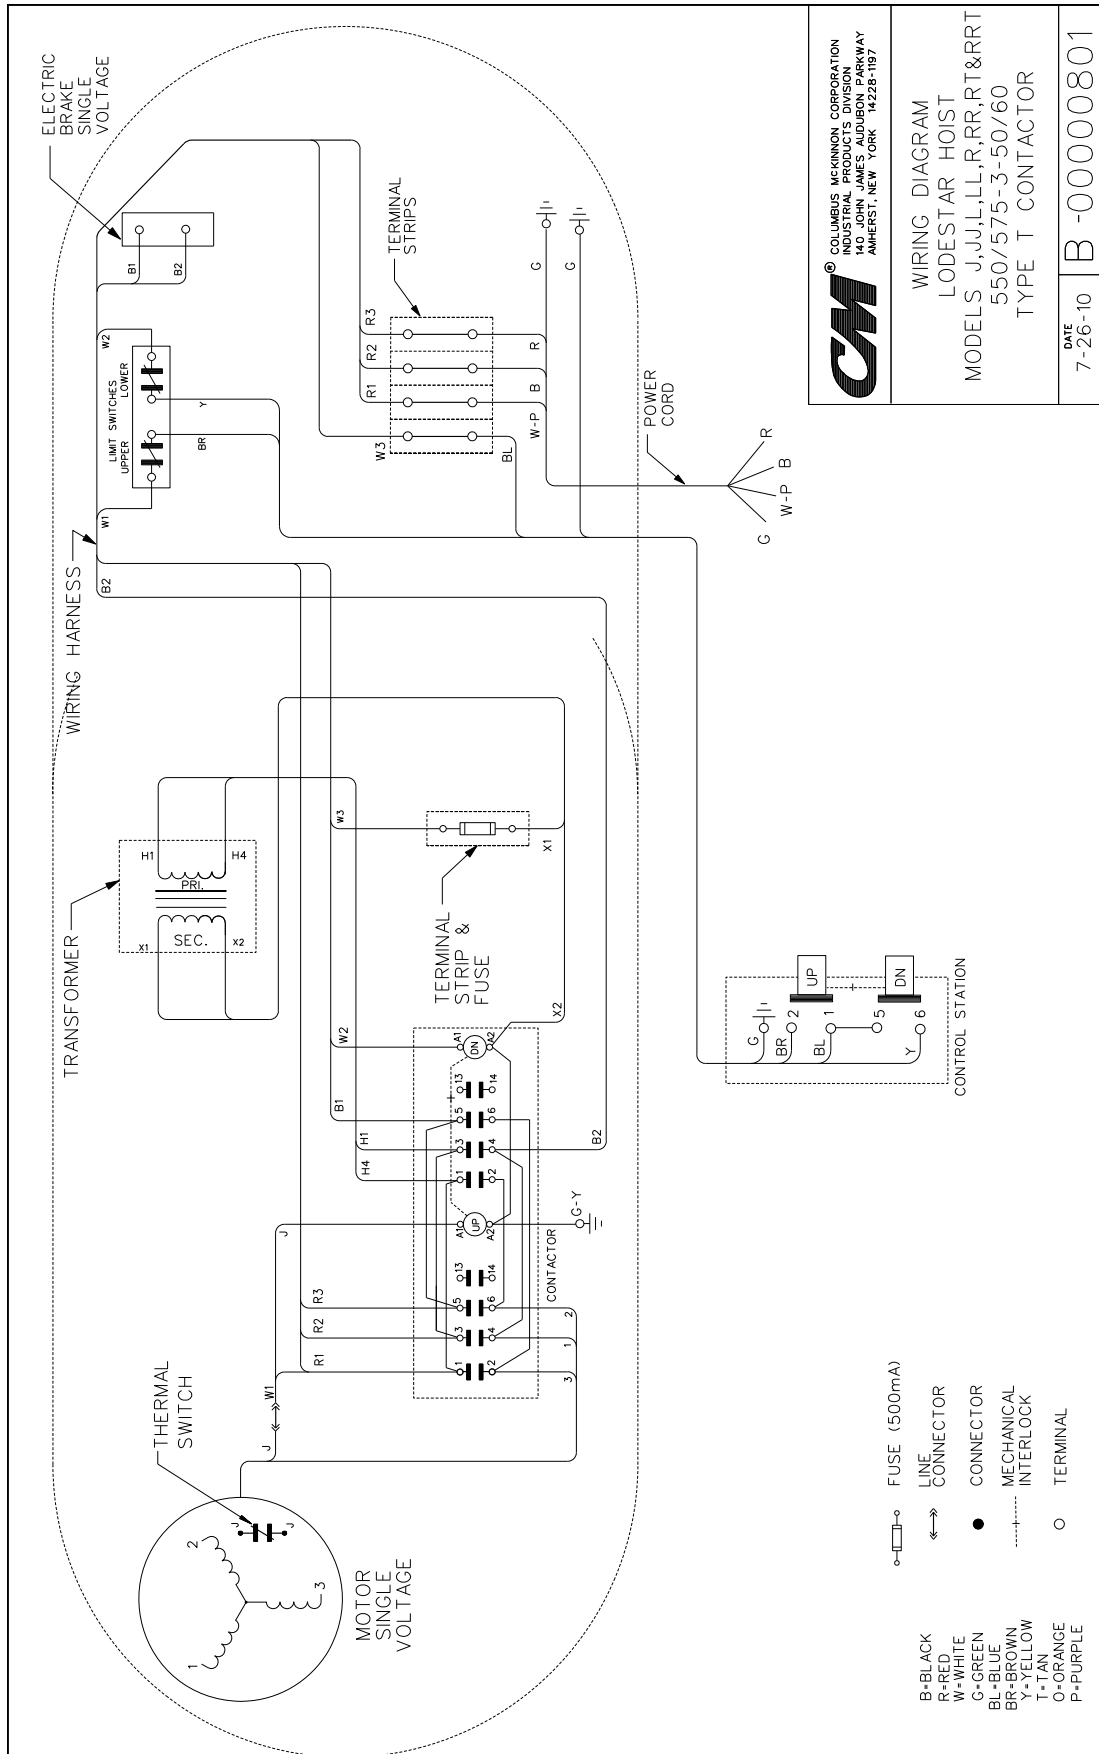 ELECTRIC
BRAKE
SINGLE
VOLTAGE
B1
B2
W2
LIMIT SWITCHES
UPPER
LOWER
Y
BR
W1
WIRING HARNESS
B2
TERMINAL
STRIPS
R3
R2
R1
W3
R
B
W-P
BL
G
G
POWER
CORD
R
B
W-P
G
TRANSFORMER
H1
H4
PRI.
SEC.
X1
X2
W3
X1
TERMINAL
STRIP &
FUSE
X2
W2
B1
H1
H4
J
R3
R2
R1
A1
DN
A2
13
14
5
6
3
4
1
2
A1
UP
A2
13
14
5
6
3
4
1
2
B2
G-Y
CONTACTOR
2
1
3
THERMAL
SWITCH
W1
J
J
J
1
2
3
MOTOR
SINGLE
VOLTAGE
UP
DN
G
BR
2
BL
1
5
Y
6
CONTROL STATION
FUSE (500mA)
LINE
CONNECTOR
CONNECTOR
MECHANICAL
INTERLOCK
TERMINAL
B=BLACK
R=RED
W=WHITE
G=GREEN
BL=BLUE
BR=BROWN
Y=YELLOW
T=TAN
O=ORANGE
P=PURPLE
CM®
COLUMBUS MCKINNON CORPORATION
INDUSTRIAL PRODUCTS DIVISION
140 JOHN JAMES AUDUBON PARKWAY
AMHERST, NEW YORK 14228-1197
WIRING DIAGRAM
LODESTAR HOIST
MODELS J,JJ,L,LL,R,RR,RT&RRT
550/575-3-50/60
TYPE T CONTACTOR
DATE
7-26-10
B -00000801